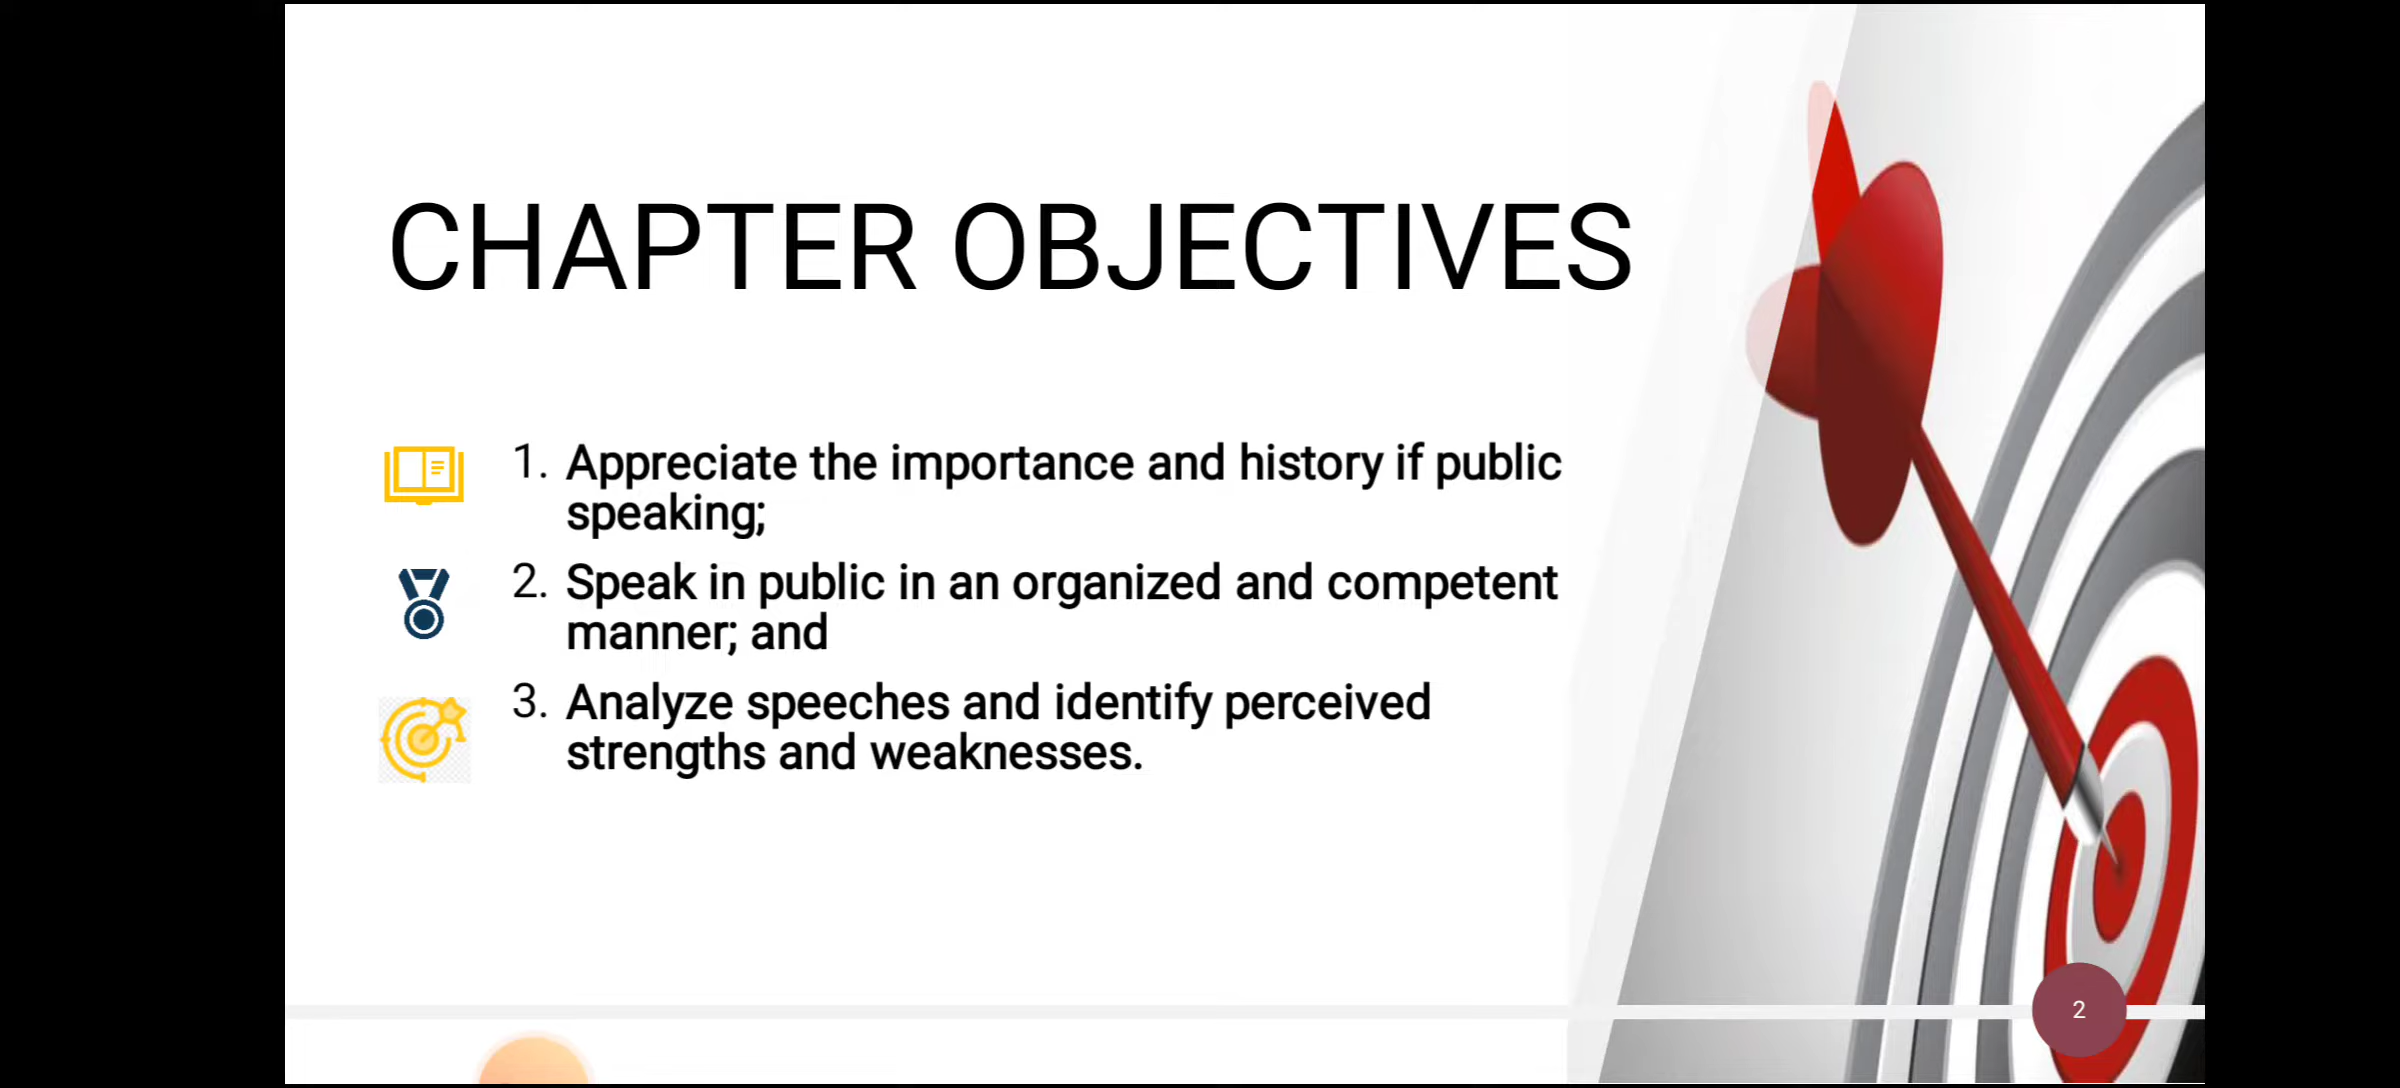 CHAPTER OBJECTIVES
1. Appreciate the importance and history if public
speaking;
2. Speak in public in an organized and competent
manner; and
3. Analyze speeches and identify perceived
strengths and weaknesses.
2